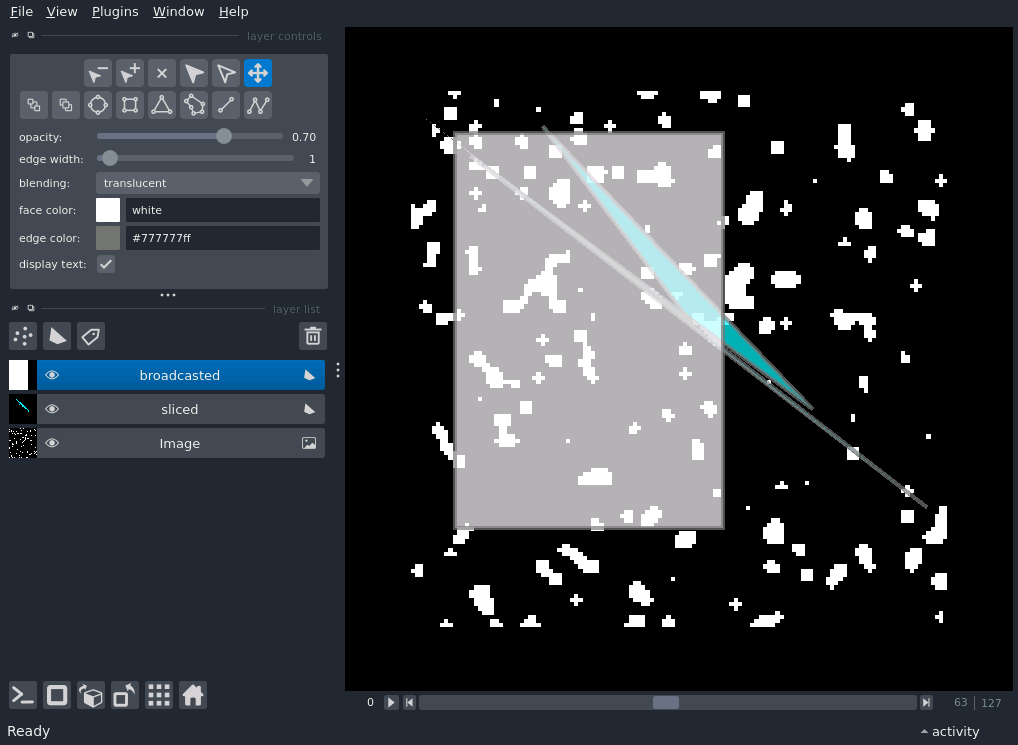 File View Plugins Window Help
layer controls
opacity: 0.70
edge width: 1
blending: translucent
face color: white
edge color: #777777ff
display text:
layer list
broadcasted
sliced
Image
0 63 | 127
Ready activity